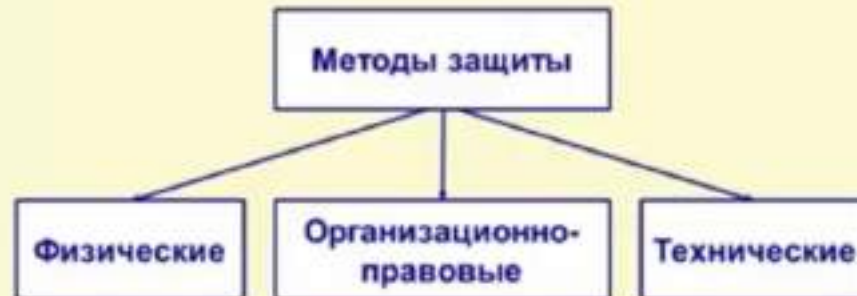 Методы защиты
Физические
Организационно-
правовые
Технические